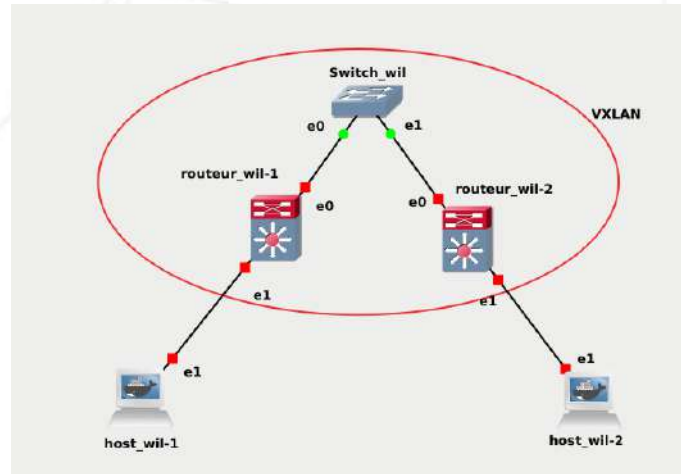 Switch_wil
VXLAN
e0
e1
routeur_wil-1
routeur_wil-2
e0
e0
e1
e1
e1
e1
host_wil-1
host_wil-2